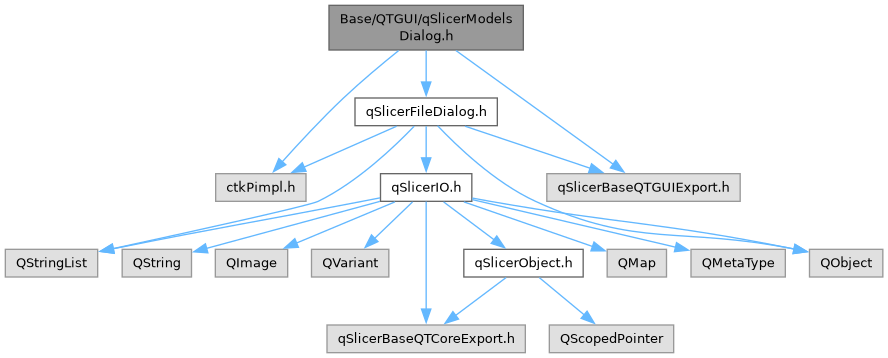 Base/QTGUI/qSlicerModels
Dialog.h
qSlicerFileDialog.h
ctkPimpl.h
qSlicerIO.h
qSlicerBaseQTGUIExport.h
QStringList
QString
QImage
QVariant
qSlicerObject.h
QMap
QMetaType
QObject
qSlicerBaseQTCoreExport.h
QScopedPointer